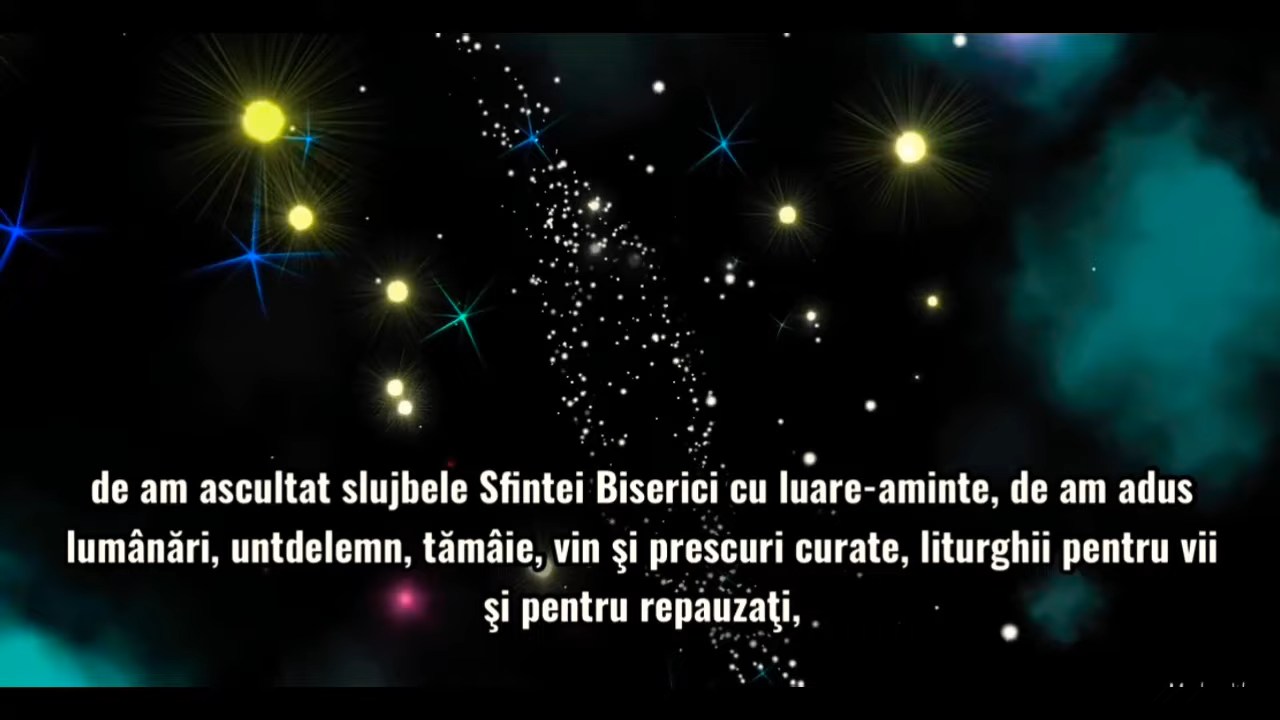 de am ascultat slujbele Sfintei Biserici cu luare-aminte, de am adus
lumânări, untdelemn, tămâie, vin şi prescuri curate, liturghii pentru vii
şi pentru repauzaţi,